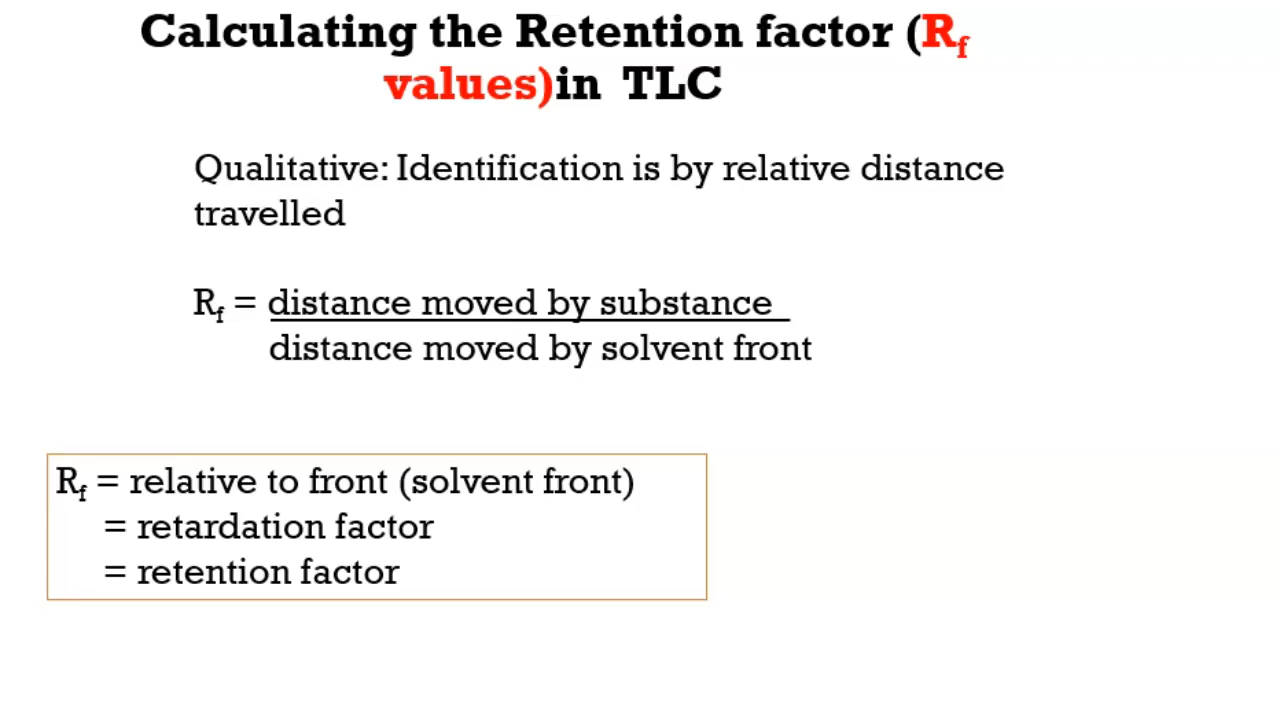 Calculating the Retention factor (Rf
values)in TLC
Qualitative: Identification is by relative distance
travelled
Rf = distance moved by substance
distance moved by solvent front
Rf = relative to front (solvent front)
= retardation factor
= retention factor